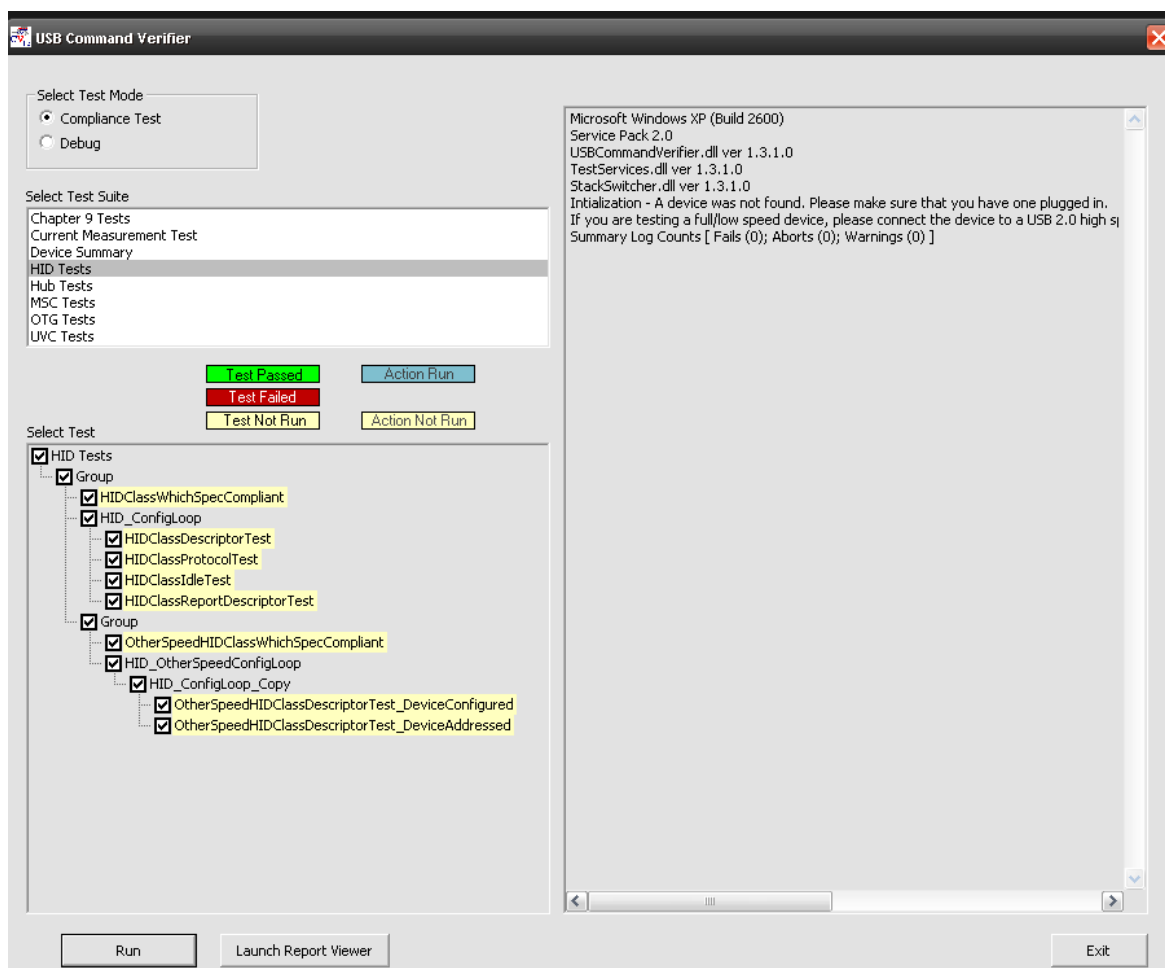 USB Command Verifier
Select Test Mode
Compliance Test
Debug
Select Test Suite
Chapter 9 Tests
Current Measurement Test
Device Summary
HID Tests
Hub Tests
MSC Tests
OTG Tests
UVC Tests
Test Passed
Action Run
Test Failed
Test Not Run
Action Not Run
Select Test
HID Tests
Group
HIDClassWhichSpecCompliant
HID_ConfigLoop
HIDClassDescriptorTest
HIDClassProtocolTest
HIDClassIdleTest
HIDClassReportDescriptorTest
Group
OtherSpeedHIDClassWhichSpecCompliant
HID_OtherSpeedConfigLoop
HID_ConfigLoop_Copy
OtherSpeedHIDClassDescriptorTest_DeviceConfigured
OtherSpeedHIDClassDescriptorTest_DeviceAddressed
Microsoft Windows XP (Build 2600)
Service Pack 2.0
USBCommandVerifier.dll ver 1.3.1.0
TestServices.dll ver 1.3.1.0
StackSwitcher.dll ver 1.3.1.0
Intialization - A device was not found. Please make sure that you have one plugged in.
If you are testing a full/low speed device, please connect the device to a USB 2.0 high
Summary Log Counts [ Fails (0); Aborts (0); Warnings (0) ]
Run
Launch Report Viewer
Exit